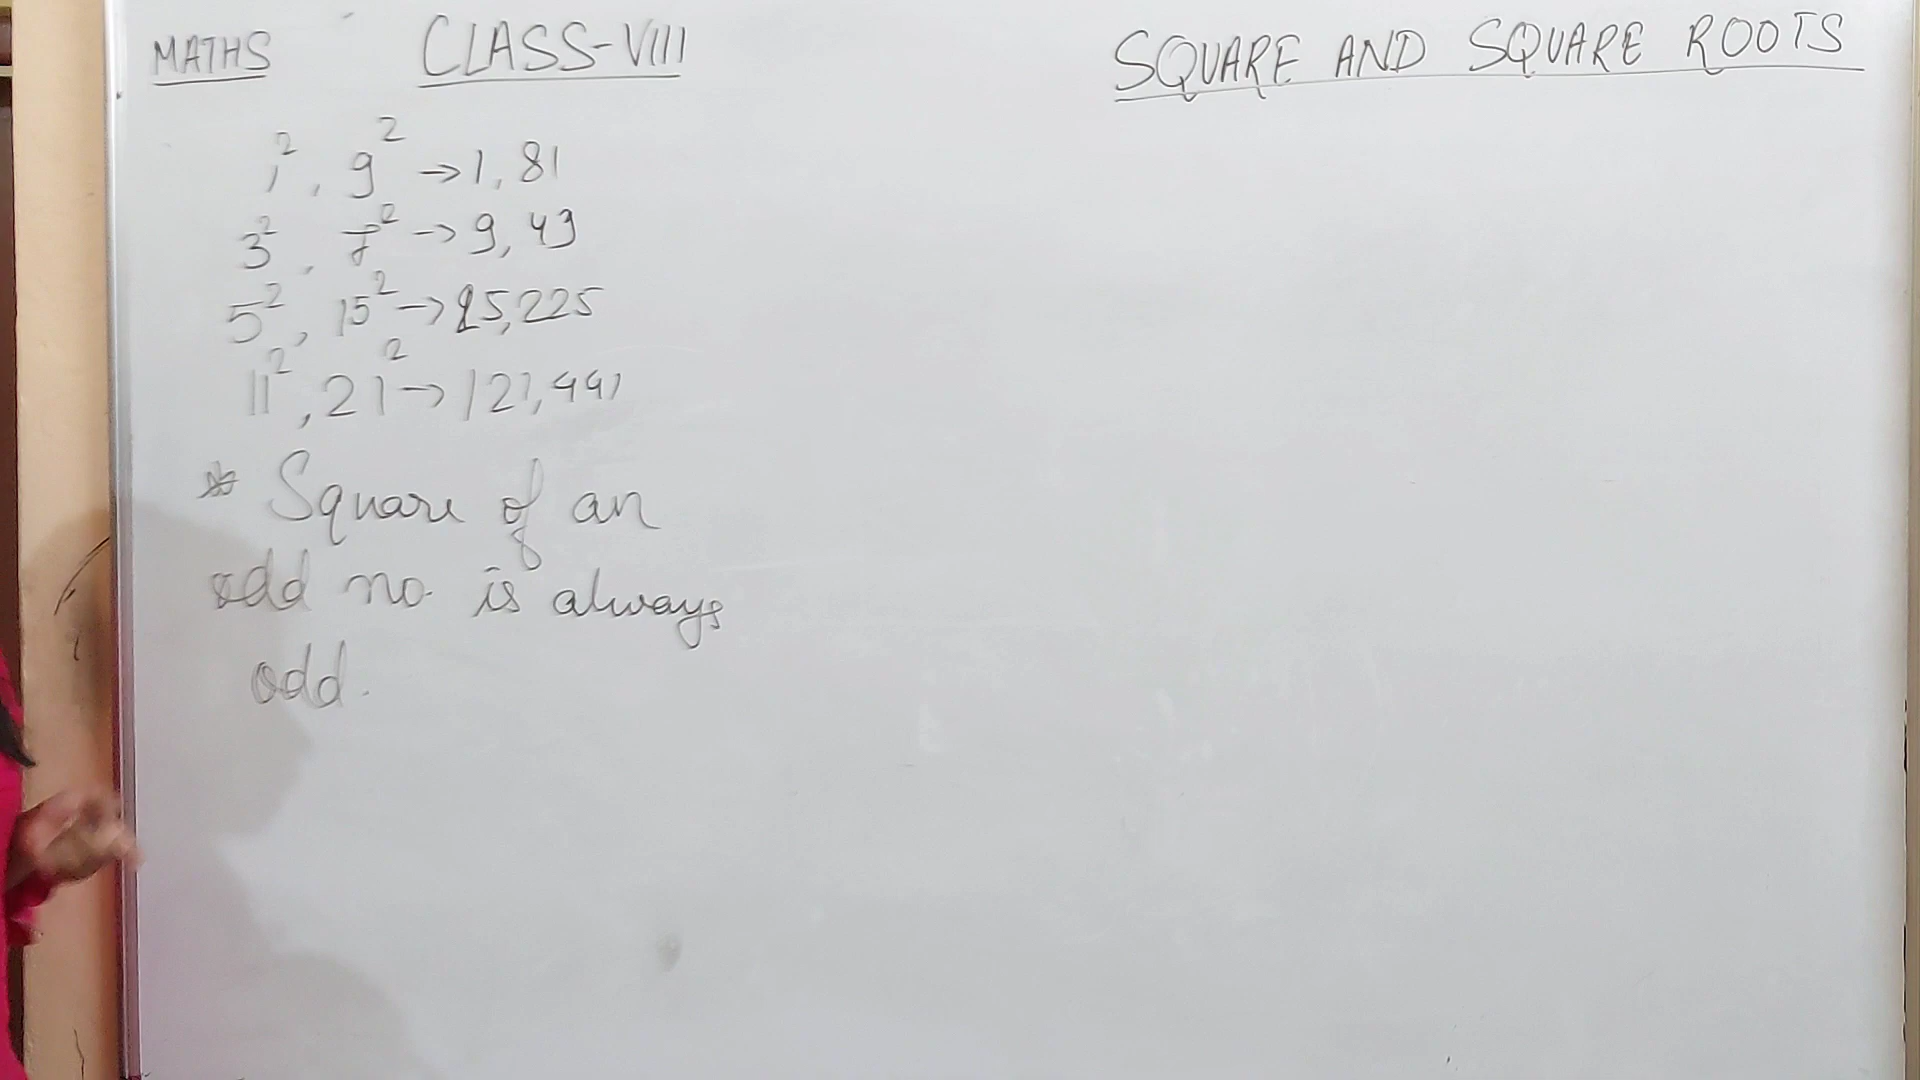 MATHS CLASS-VIII SQUARE AND SQUARE ROOTS
1², 9² → 1, 81
3², 7² → 9, 49
5², 15² → 25, 225
11², 21² → 121, 441
* Square of an
odd no. is always
odd.